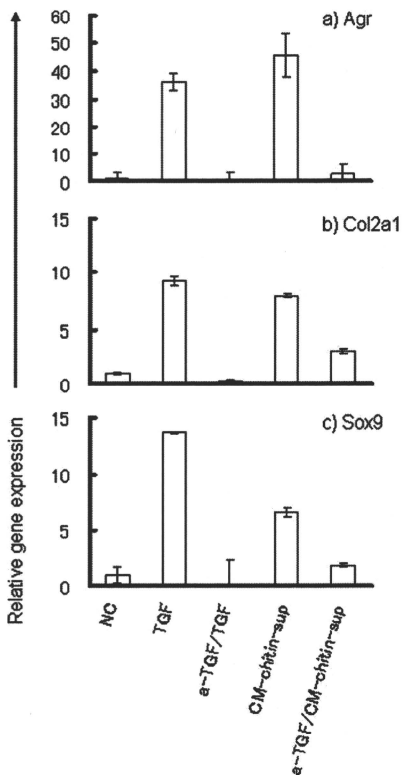 a) Agr
60
50
40
30
20
10
0
b) Col2a1
15
10
5
0
c) Sox9
15
10
5
0
Relative gene expression
NC
TGF
a-TGF/TGF
CM-chitin-sup
a-TGF/CM-chitin-sup